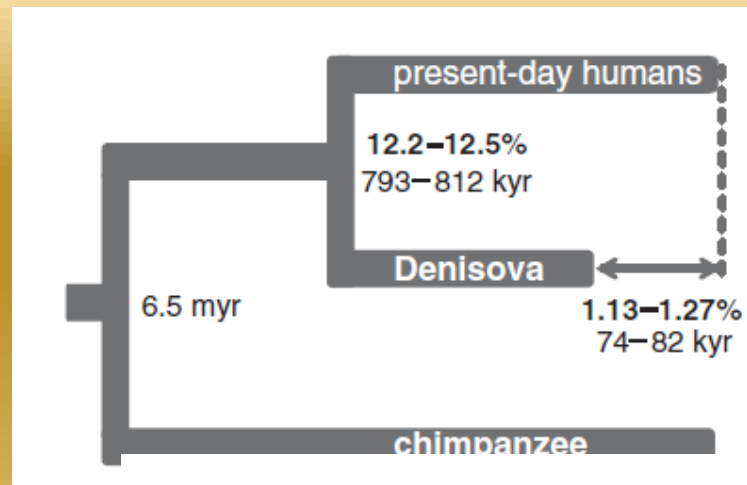 present-day humans
12.2–12.5%
793–812 kyr
Denisova
6.5 myr
1.13–1.27%
74–82 kyr
chimpanzee